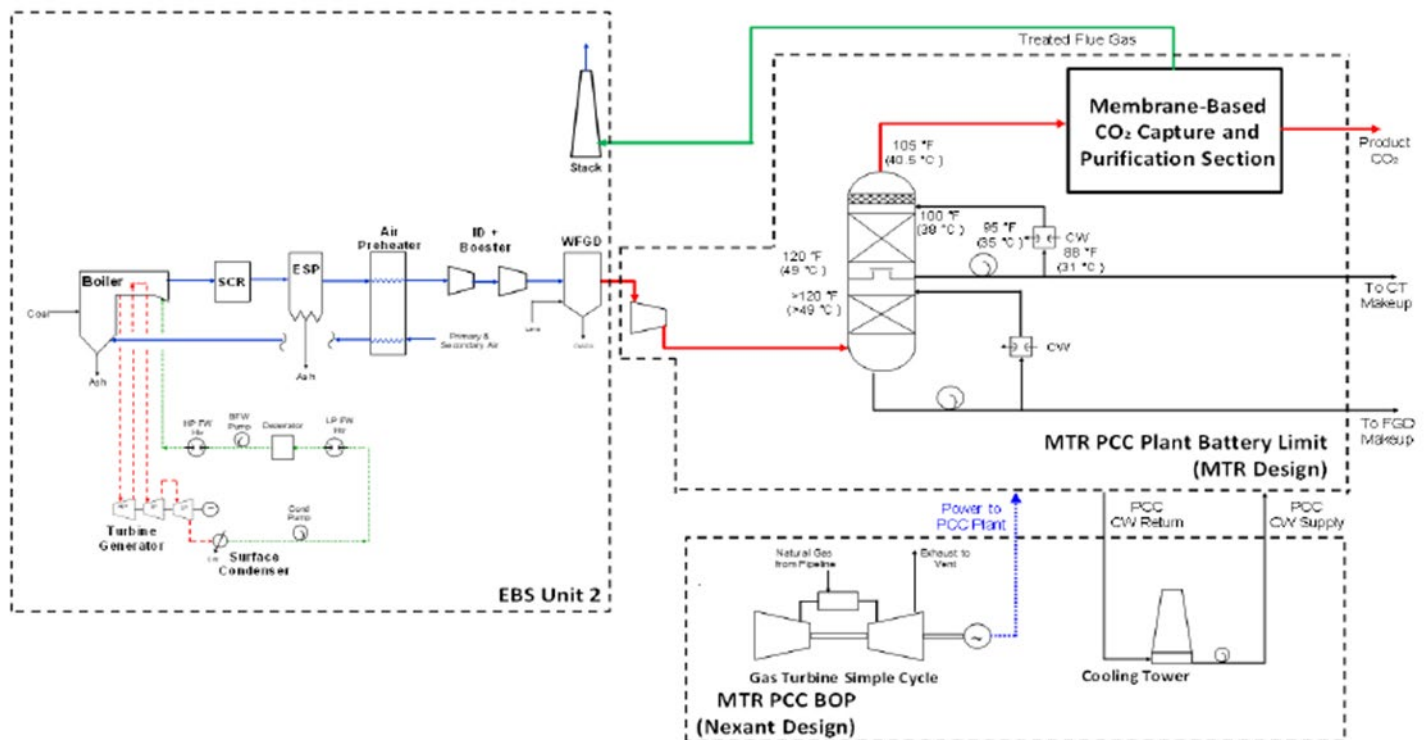 Treated Flue Gas
Membrane-Based
CO₂ Capture and
Purification Section
Product
CO₂
Stack
105 °F
(40.5 °C)
100 °F
(38 °C)
95 °F
(35 °C)
CW
88 °F
(31 °C)
120 °F
(49 °C)
>120 °F
(>49 °C)
To CT
Makeup
CW
To FGD
Makeup
Boiler
Coal
Ash
SCR
ESP
Ash
Air
Preheater
Primary &
Secondary Air
ID +
Booster
WFGD
HP FW
Htr
BFW
Pump
Deaerator
LP FW
Htr
Turbine
Generator
Cond
Pump
Surface
Condenser
EBS Unit 2
MTR PCC Plant Battery Limit
(MTR Design)
Power to
PCC Plant
PCC
CW Return
PCC
CW Supply
Natural Gas
from Pipeline
Exhaust to
Vent
~
Gas Turbine Simple Cycle
Cooling Tower
MTR PCC BOP
(Nexant Design)